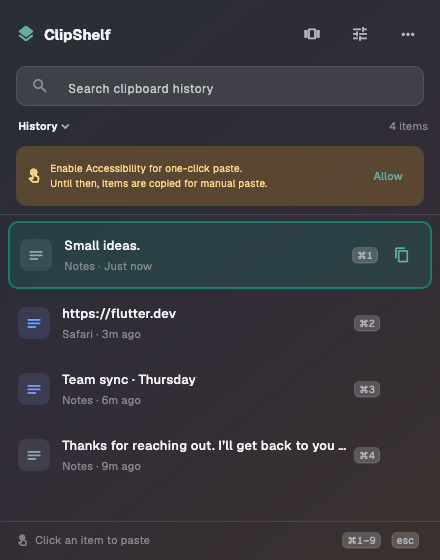 ClipShelf
Search clipboard history
History
4 items
Enable Accessibility for one-click paste.
Until then, items are copied for manual paste.
Allow
Small ideas.
Notes · Just now
⌘1
https://flutter.dev
Safari · 3m ago
⌘2
Team sync · Thursday
Notes · 6m ago
⌘3
Thanks for reaching out. I’ll get back to you ...
Notes · 9m ago
⌘4
Click an item to paste
⌘1–9
esc